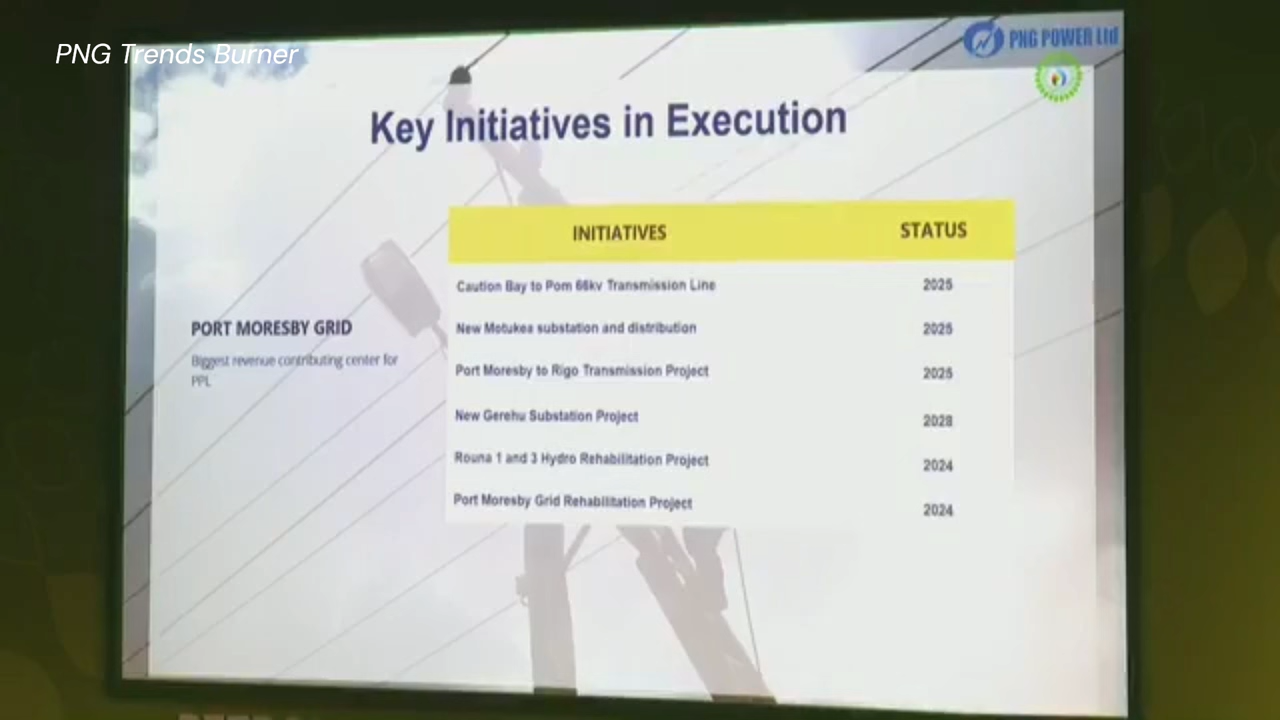 PNG Trends Burner
PNG POWER Ltd
Key Initiatives in Execution
INITIATIVES STATUS
Caution Bay to Pom 66kv Transmission Line 2025
New Motukea substation and distribution 2025
Port Moresby to Rigo Transmission Project 2025
New Gerehu Substation Project 2028
Rouna 1 and 3 Hydro Rehabilitation Project 2024
Port Moresby Grid Rehabilitation Project 2024
PORT MORESBY GRID
Biggest revenue contributing center for
PPL